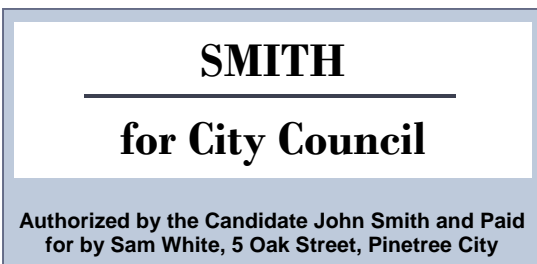 SMITH
for City Council
Authorized by the Candidate John Smith and Paid
for by Sam White, 5 Oak Street, Pinetree City